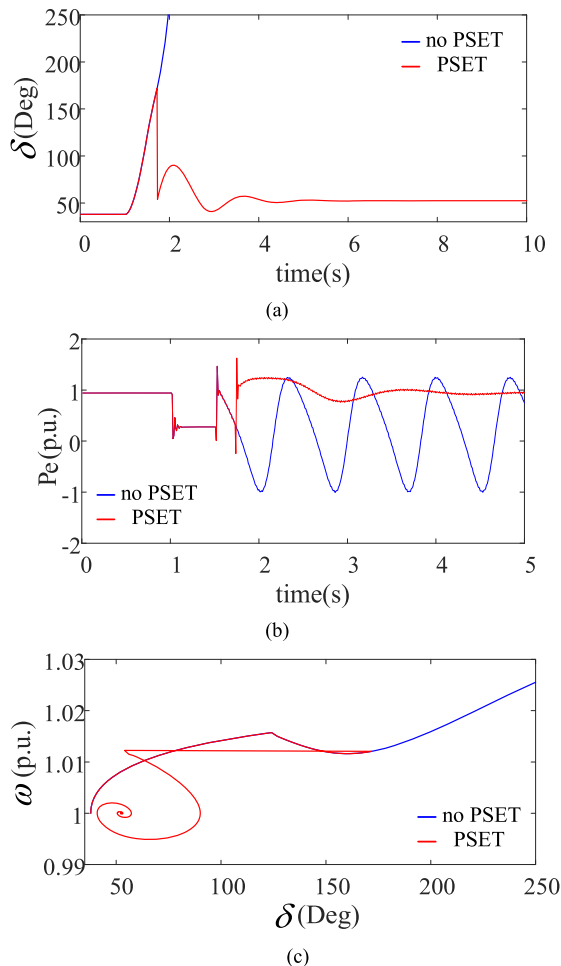 250
200
150
100
50
δ(Deg)
no PSET
PSET
0 2 4 6 8 10
time(s)
(a)
2
1
0
-1
-2
Pe(p.u.)
no PSET
PSET
0 1 2 3 4 5
time(s)
(b)
1.03
1.02
1.01
1
0.99
ω(p.u.)
no PSET
PSET
50 100 150 200 250
δ(Deg)
(c)